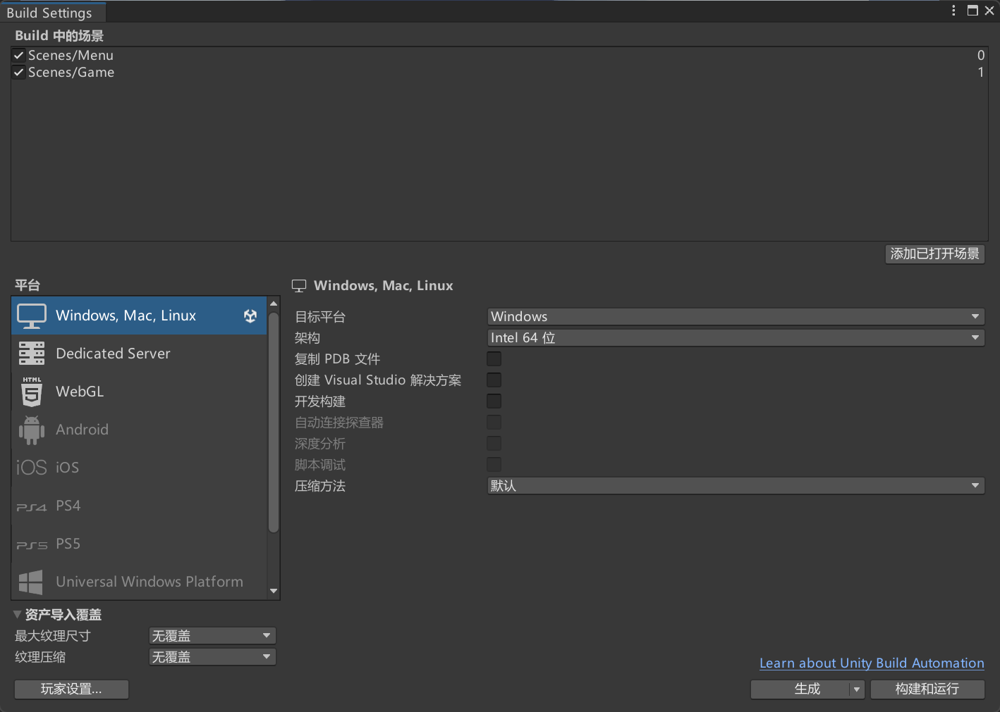 Build Settings
Build 中的场景
Scenes/Menu 0
Scenes/Game 1
添加已打开场景
平台
Windows, Mac, Linux
Dedicated Server
HTML 5 WebGL
Android
iOS iOS
PS4 PS4
PS5 PS5
Universal Windows Platform
Windows, Mac, Linux
目标平台 Windows
架构 Intel 64 位
复制 PDB 文件
创建 Visual Studio 解决方案
开发构建
自动连接探查器
深度分析
脚本调试
压缩方法 默认
资产导入覆盖
最大纹理尺寸 无覆盖
纹理压缩 无覆盖
玩家设置...
Learn about Unity Build Automation
生成 构建和运行